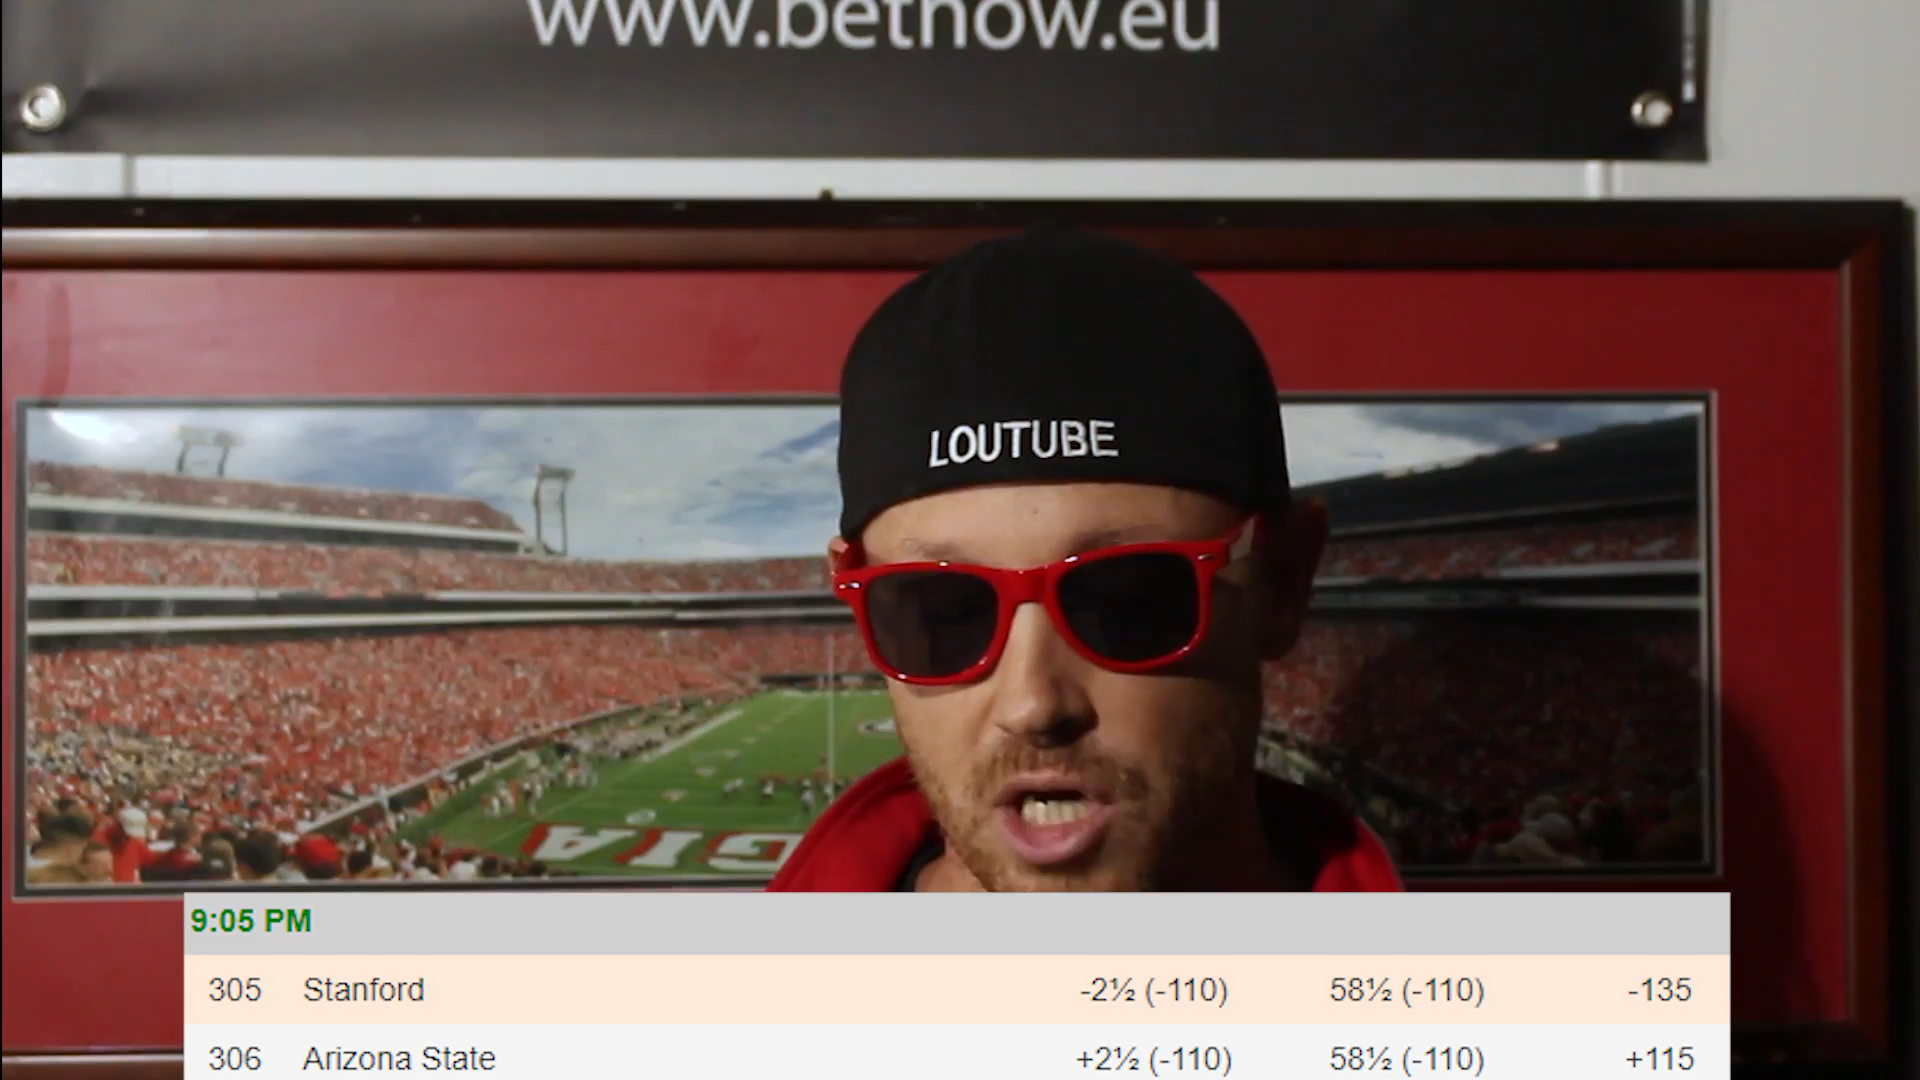 www.betnow.eu
LOUTUBE
GIA
9:05 PM
305 Stanford -2½ (-110) 58½ (-110) -135
306 Arizona State +2½ (-110) 58½ (-110) +115